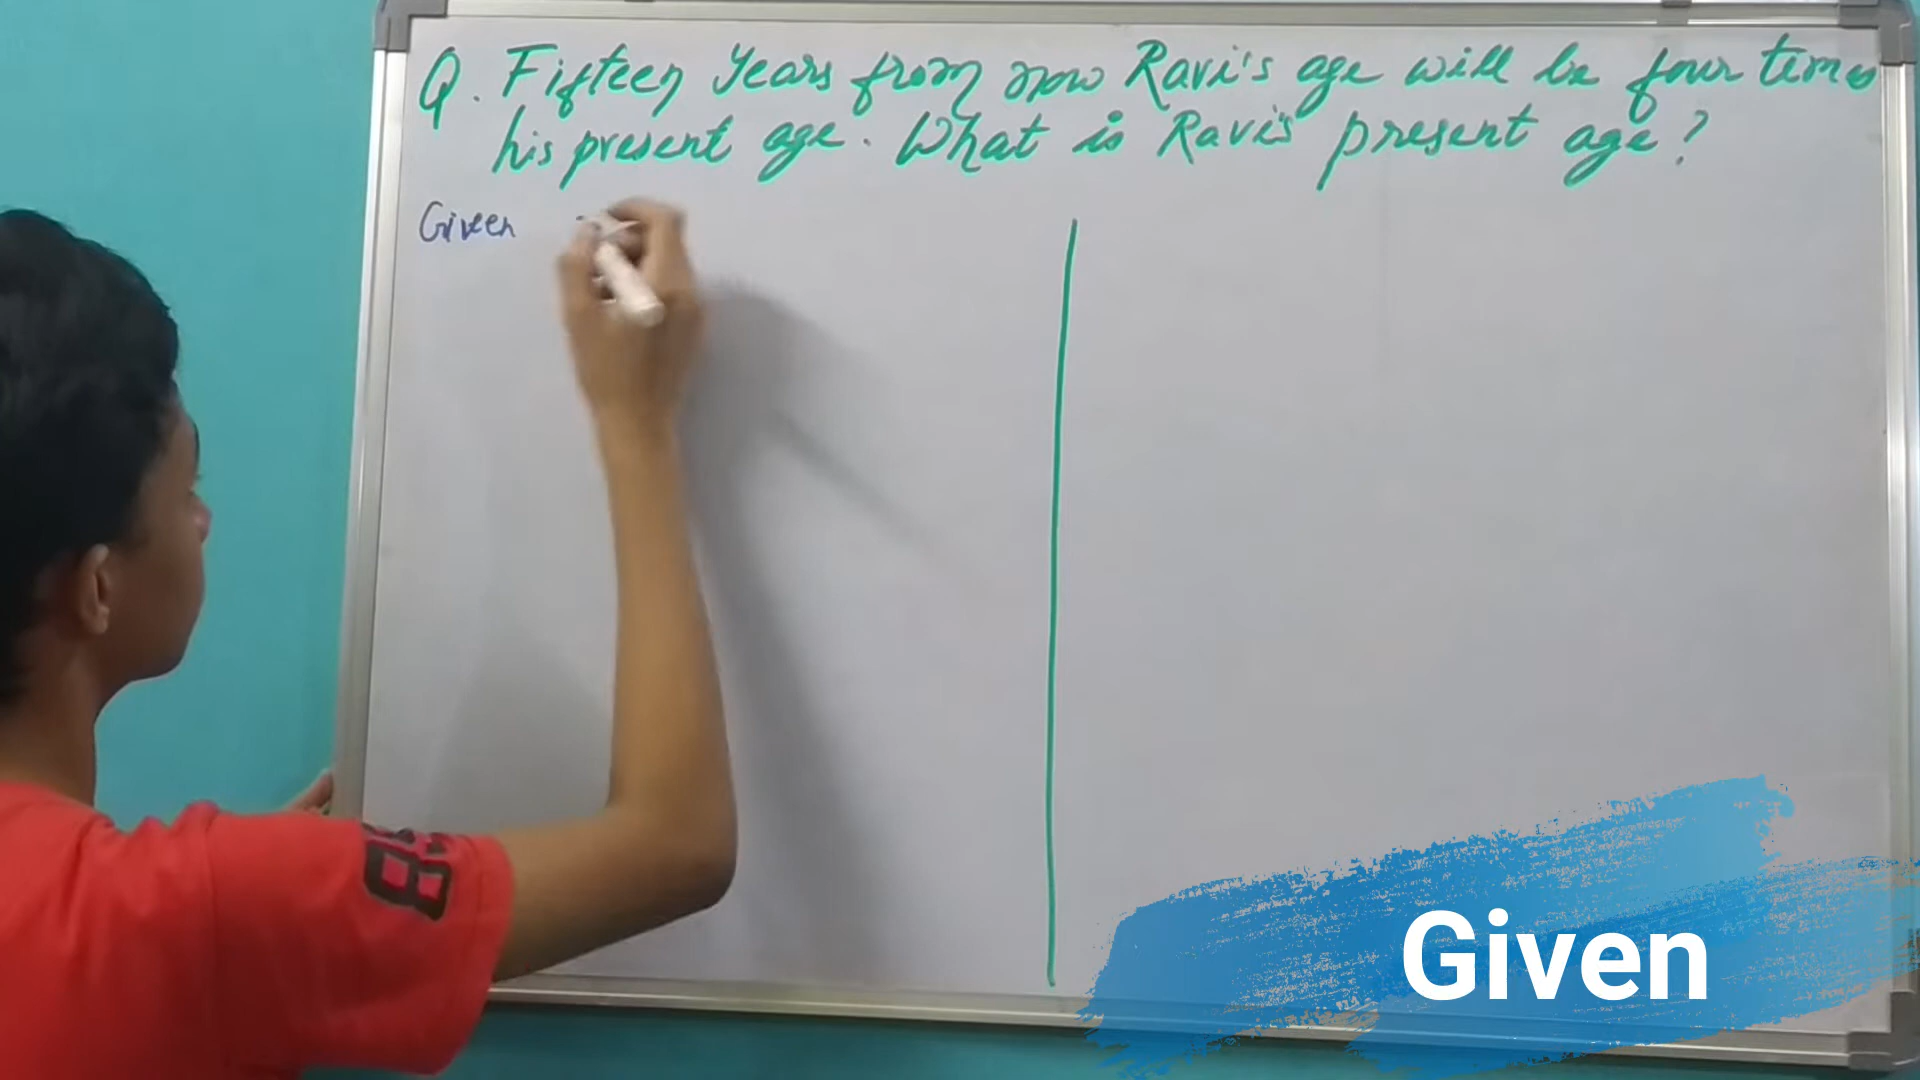 Q. Fifteen Years from now Ravi's age will be four times
his present age. What is Ravi's present age?
Given
Given